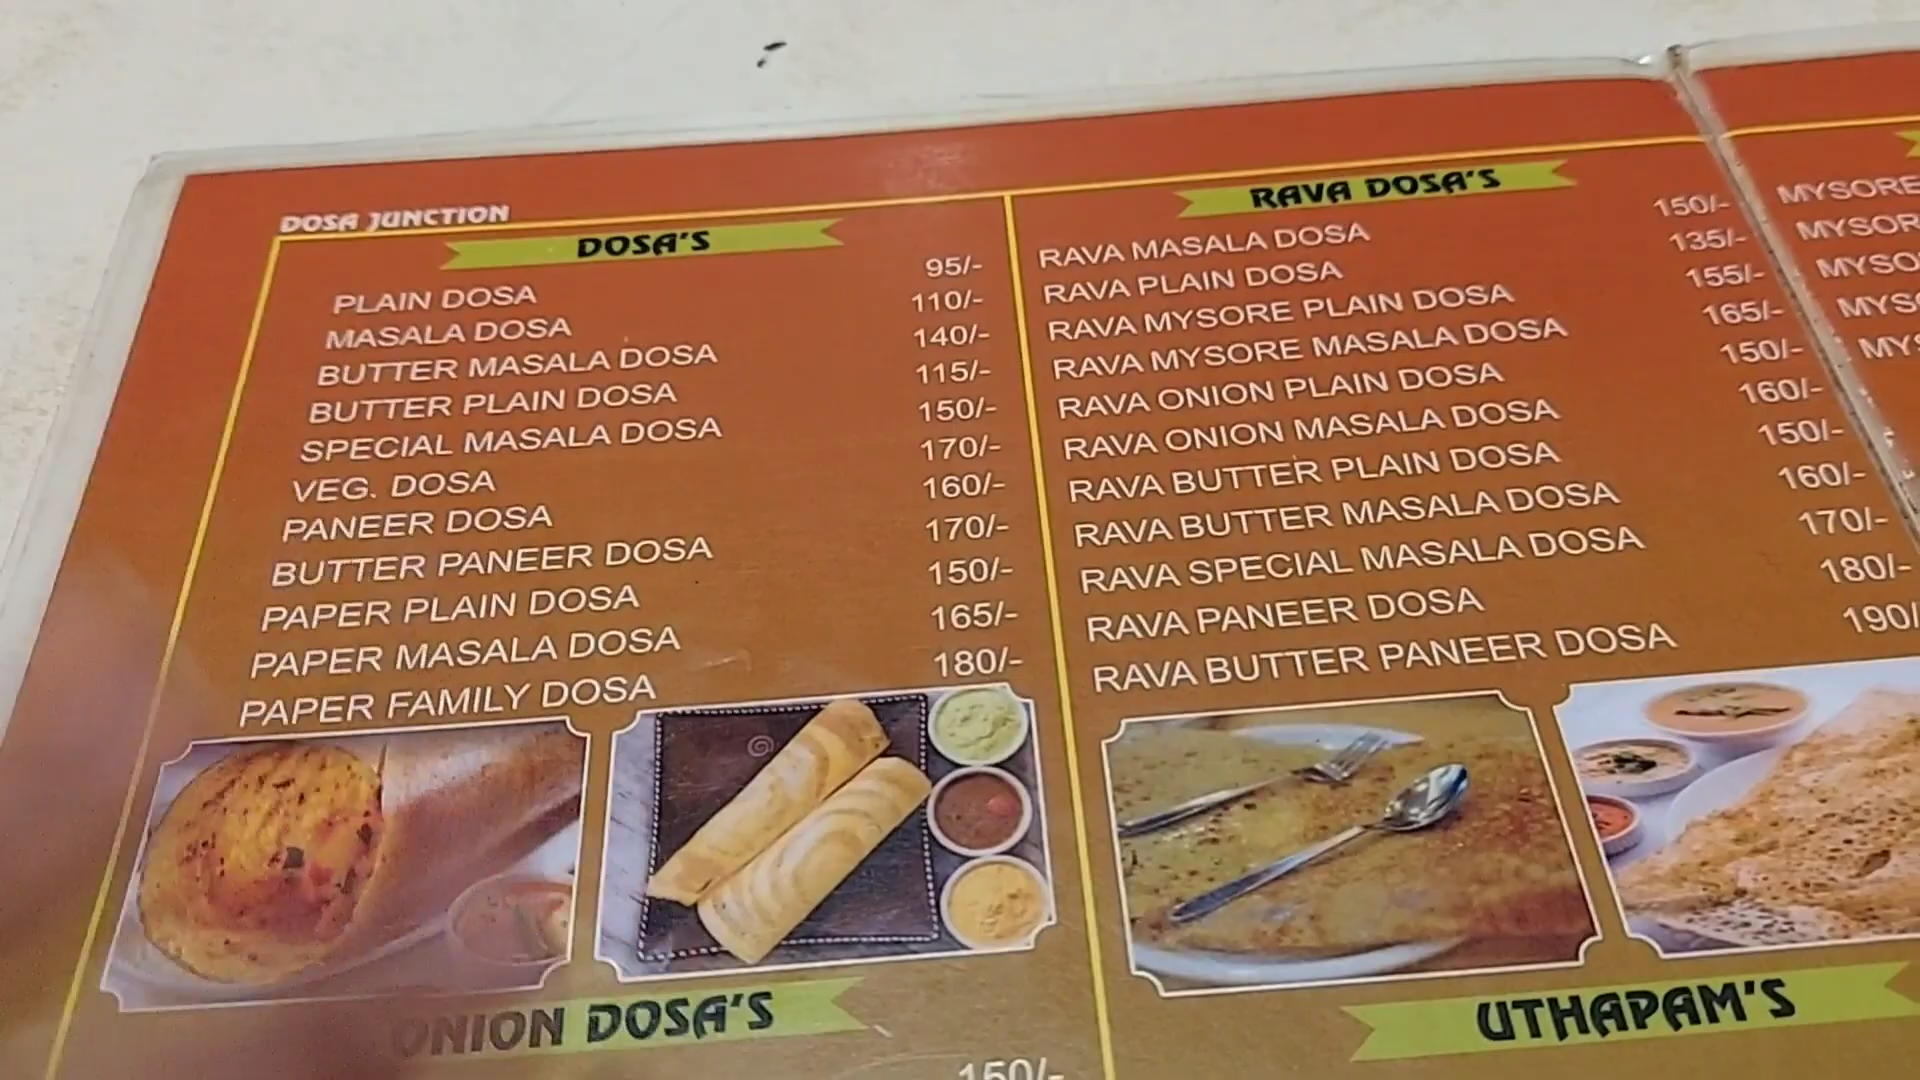 DOSA JUNCTION
DOSA'S
PLAIN DOSA 95/-
MASALA DOSA 110/-
BUTTER MASALA DOSA 140/-
BUTTER PLAIN DOSA 115/-
SPECIAL MASALA DOSA 150/-
VEG. DOSA 170/-
PANEER DOSA 160/-
BUTTER PANEER DOSA 170/-
PAPER PLAIN DOSA 150/-
PAPER MASALA DOSA 165/-
PAPER FAMILY DOSA 180/-
ONION DOSA'S
150/-
RAVA DOSA'S
RAVA MASALA DOSA 150/-
RAVA PLAIN DOSA 135/-
RAVA MYSORE PLAIN DOSA 155/-
RAVA MYSORE MASALA DOSA 165/-
RAVA ONION PLAIN DOSA 150/-
RAVA ONION MASALA DOSA 160/-
RAVA BUTTER PLAIN DOSA 150/-
RAVA BUTTER MASALA DOSA 160/-
RAVA SPECIAL MASALA DOSA 170/-
RAVA PANEER DOSA 180/-
RAVA BUTTER PANEER DOSA 190/
UTHAPAM'S
MYSORE